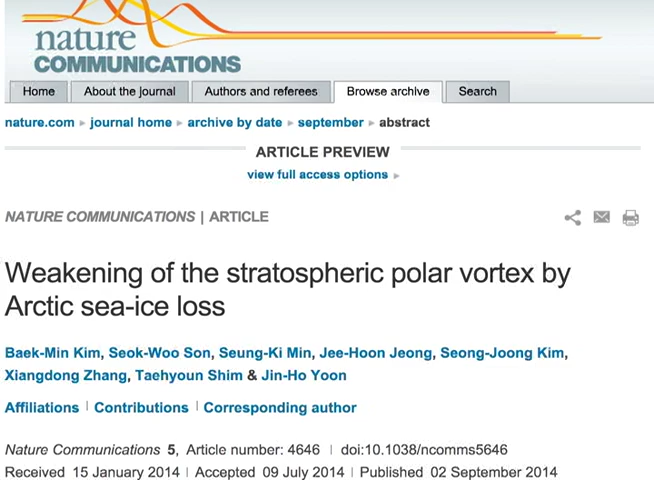 nature
COMMUNICATIONS
Home About the journal Authors and referees Browse archive Search
nature.com ▸ journal home ▸ archive by date ▸ september ▸ abstract
ARTICLE PREVIEW
view full access options ▸
NATURE COMMUNICATIONS | ARTICLE
Weakening of the stratospheric polar vortex by
Arctic sea-ice loss
Baek-Min Kim, Seok-Woo Son, Seung-Ki Min, Jee-Hoon Jeong, Seong-Joong Kim,
Xiangdong Zhang, Taehyoun Shim & Jin-Ho Yoon
Affiliations | Contributions | Corresponding author
Nature Communications 5, Article number: 4646 | doi:10.1038/ncomms5646
Received 15 January 2014 | Accepted 09 July 2014 | Published 02 September 2014